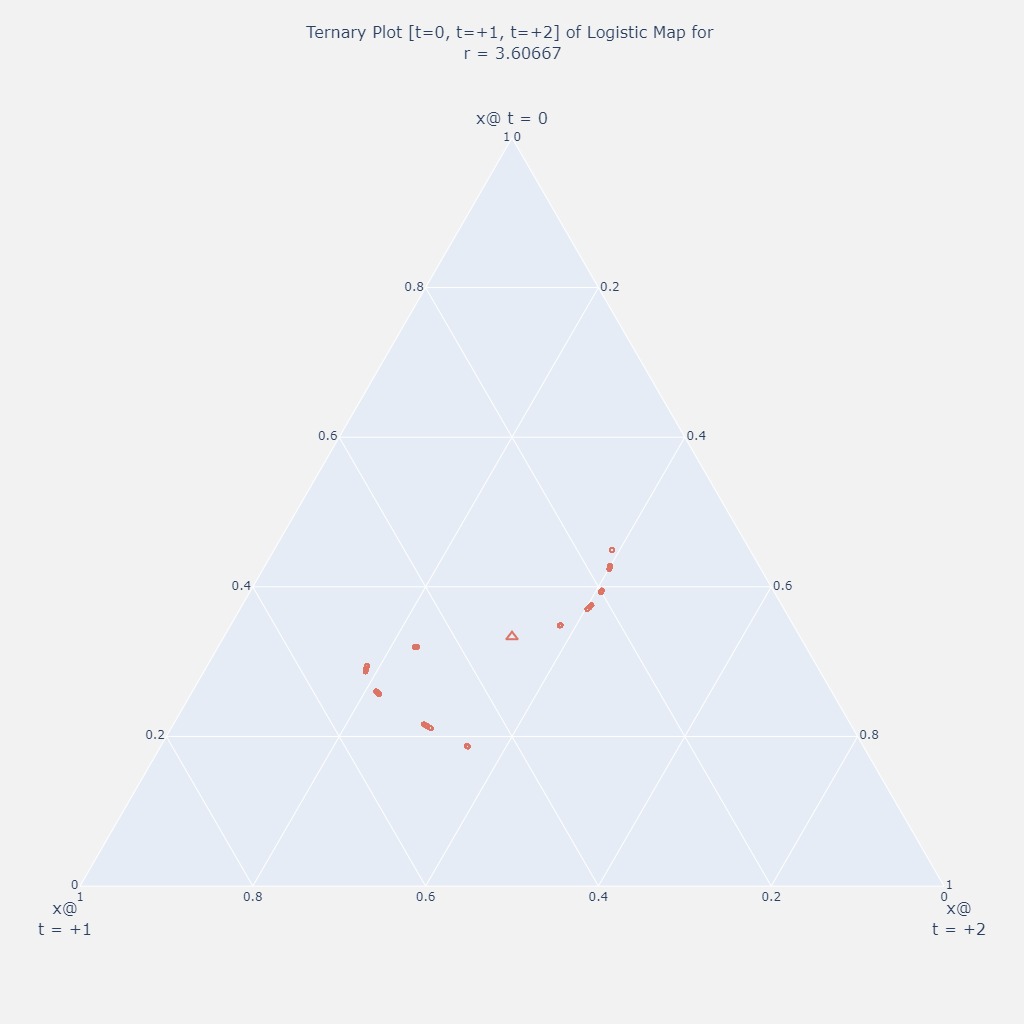 Ternary Plot [t=0, t=+1, t=+2] of Logistic Map for
r = 3.60667
x@ t = 0
1 0
0.8 0.2
0.6 0.4
0.4 0.6
0.2 0.8
0 1
1 0.8 0.6 0.4 0.2 0
x@ x@
t = +1 t = +2